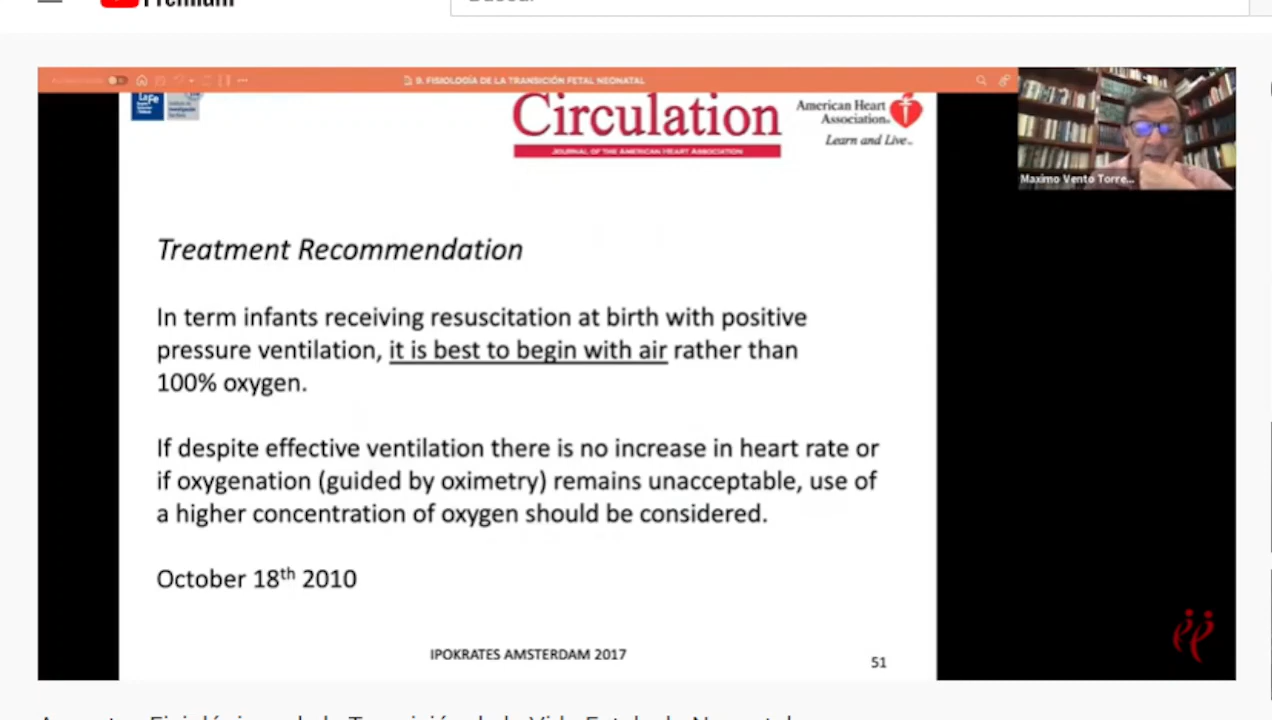 9. FISIOLOGÍA DE LA TRANSICIÓN FETAL NEONATAL
La Fe
Circulation
JOURNAL OF THE AMERICAN HEART ASSOCIATION
American Heart
Association®
Learn and Live™
Maximo Vento Torre...
Treatment Recommendation
In term infants receiving resuscitation at birth with positive
pressure ventilation, it is best to begin with air rather than
100% oxygen.
If despite effective ventilation there is no increase in heart rate or
if oxygenation (guided by oximetry) remains unacceptable, use of
a higher concentration of oxygen should be considered.
October 18th 2010
IPOKRATES AMSTERDAM 2017
51